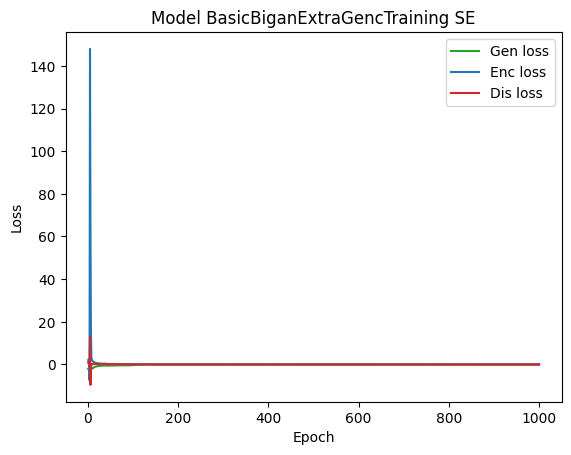 Model BasicBiganExtraGencTraining SE
Gen loss
Enc loss
Dis loss
140
120
100
80
60
40
20
0
Loss
0 200 400 600 800 1000
Epoch